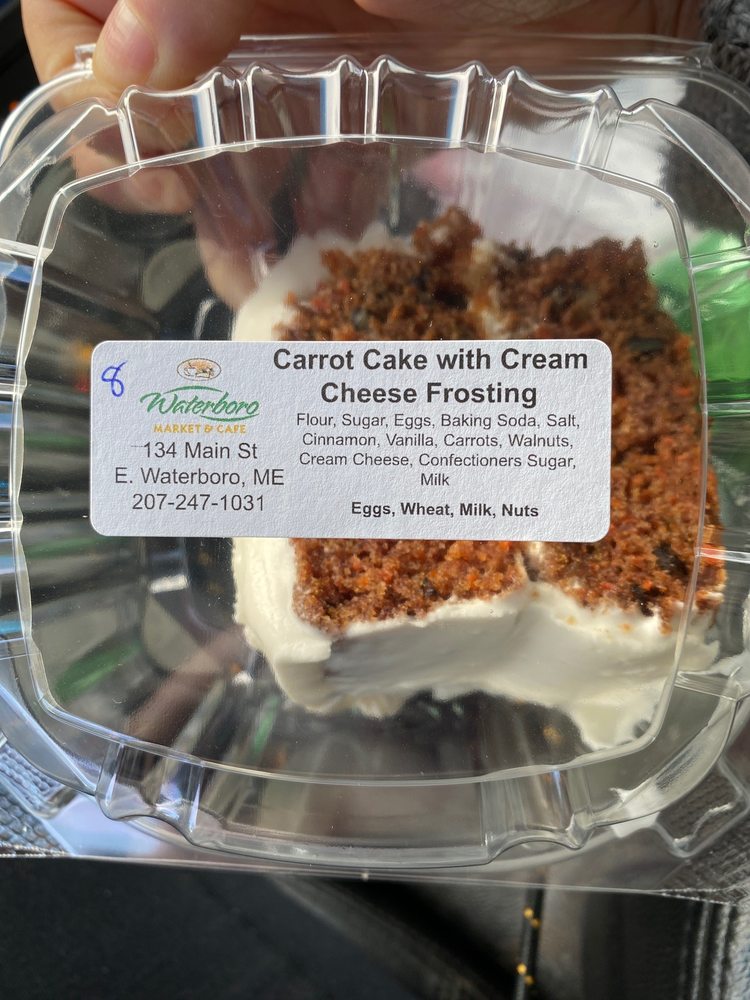 8
Waterboro
MARKET & CAFE
134 Main St
E. Waterboro, ME
207-247-1031
Carrot Cake with Cream
Cheese Frosting
Flour, Sugar, Eggs, Baking Soda, Salt,
Cinnamon, Vanilla, Carrots, Walnuts,
Cream Cheese, Confectioners Sugar,
Milk
Eggs, Wheat, Milk, Nuts